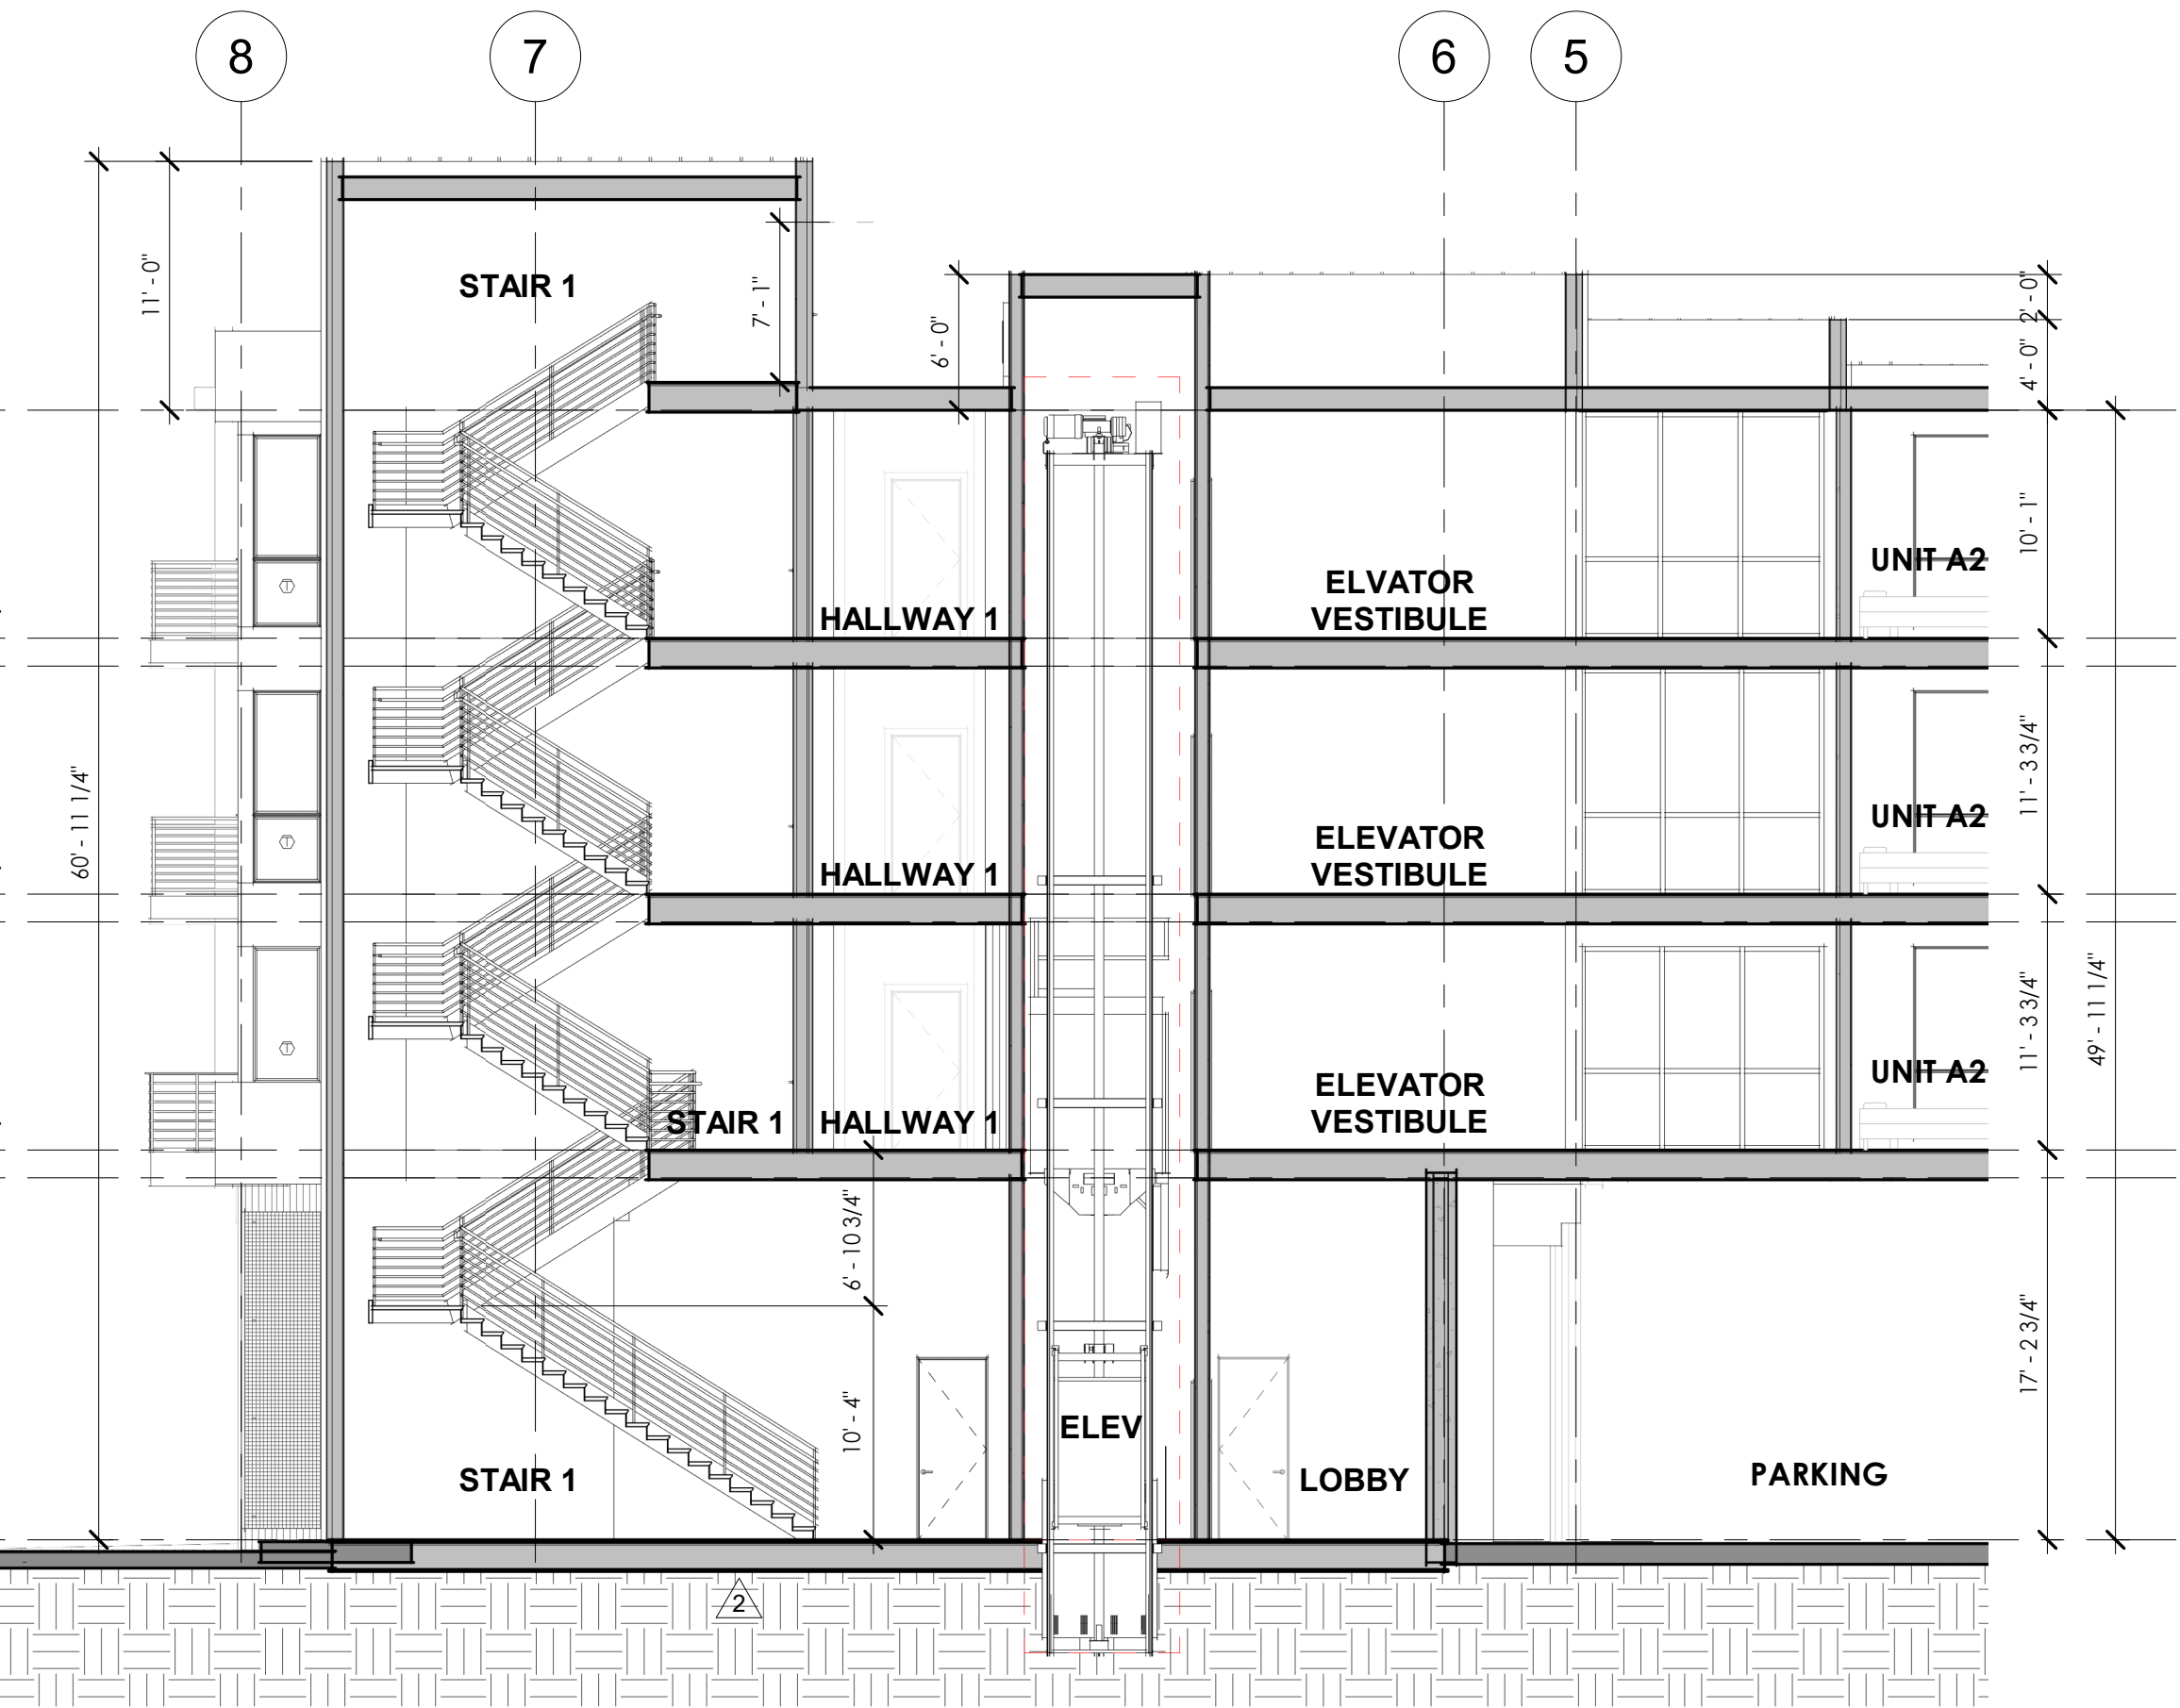 8
7
6
5
11' - 0"
STAIR 1
7' - 1"
6' - 0"
2' - 0"
4' - 0"
10' - 1"
UNIT A2
ELVATOR
VESTIBULE
HALLWAY 1
60' - 11 1/4"
11' - 3 3/4"
UNIT A2
ELEVATOR
VESTIBULE
HALLWAY 1
11' - 3 3/4"
49' - 11 1/4"
UNIT A2
ELEVATOR
VESTIBULE
STAIR 1
HALLWAY 1
6' - 10 3/4"
17' - 2 3/4"
10' - 4"
ELEV
STAIR 1
LOBBY
PARKING
2